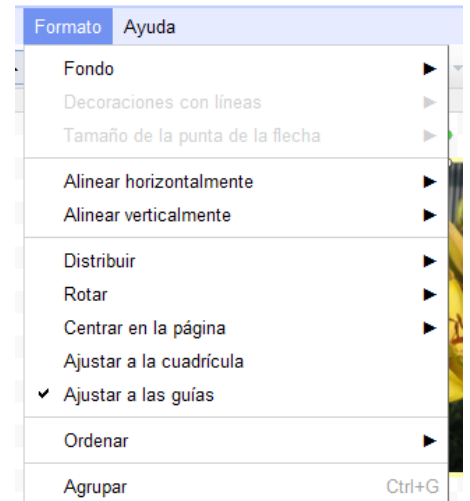 Formato Ayuda
Fondo
Decoraciones con líneas
Tamaño de la punta de la flecha
Alinear horizontalmente
Alinear verticalmente
Distribuir
Rotar
Centrar en la página
Ajustar a la cuadrícula
Ajustar a las guías
Ordenar
Agrupar Ctrl+G